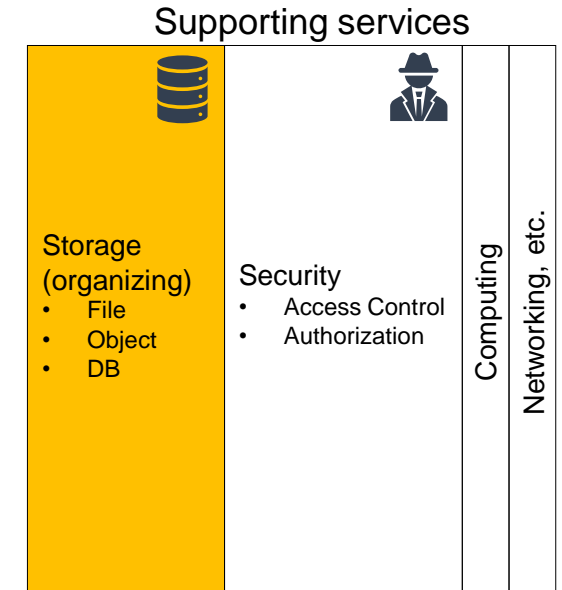 Supporting services
Storage
(organizing)
• File
• Object
• DB
Security
• Access Control
• Authorization
Computing
Networking, etc.